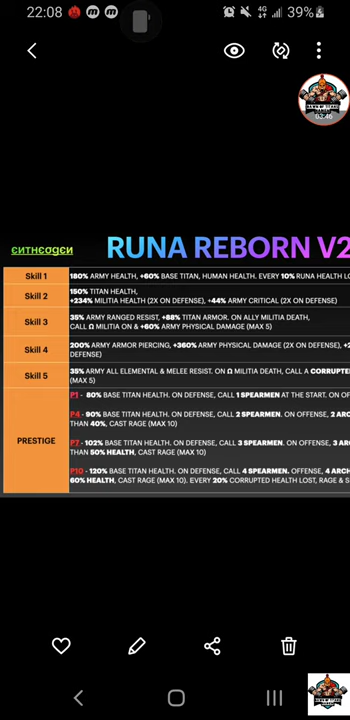 22:08
4G
39%
03:46
єитнєσgєи
RUNA REBORN V2
Skill 1
180% ARMY HEALTH, +60% BASE TITAN, HUMAN HEALTH. EVERY 10% RUNA HEALTH LO
Skill 2
150% TITAN HEALTH,
+234% MILITIA HEALTH (2X ON DEFENSE), +44% ARMY CRITICAL (2X ON DEFENSE)
Skill 3
35% ARMY RANGED RESIST, +88% TITAN ARMOR. ON ALLY MILITIA DEATH,
CALL Ω MILITIA ON & +60% ARMY PHYSICAL DAMAGE (MAX 5)
Skill 4
200% ARMY ARMOR PIERCING, +360% ARMY PHYSICAL DAMAGE (2X ON DEFENSE), +2
DEFENSE)
Skill 5
35% ARMY ALL ELEMENTAL & MELEE RESIST. ON Ω MILITIA DEATH, CALL A CORRUPTE
(MAX 5)
PRESTIGE
P1 - 80% BASE TITAN HEALTH. ON DEFENSE, CALL 1 SPEARMEN AT THE START. ON OF
P4 - 90% BASE TITAN HEALTH. ON DEFENSE, CALL 2 SPEARMEN. ON OFFENSE, 2 ARC
THAN 40%, CAST RAGE (MAX 10)
P7 - 102% BASE TITAN HEALTH. ON DEFENSE, CALL 3 SPEARMEN. ON OFFENSE, 3 AR
THAN 50% HEALTH, CAST RAGE (MAX 10)
P10 - 120% BASE TITAN HEALTH. ON DEFENSE, CALL 4 SPEARMEN. OFFENSE, 4 ARCH
60% HEALTH, CAST RAGE (MAX 10). EVERY 20% CORRUPTED HEALTH LOST, RAGE & S